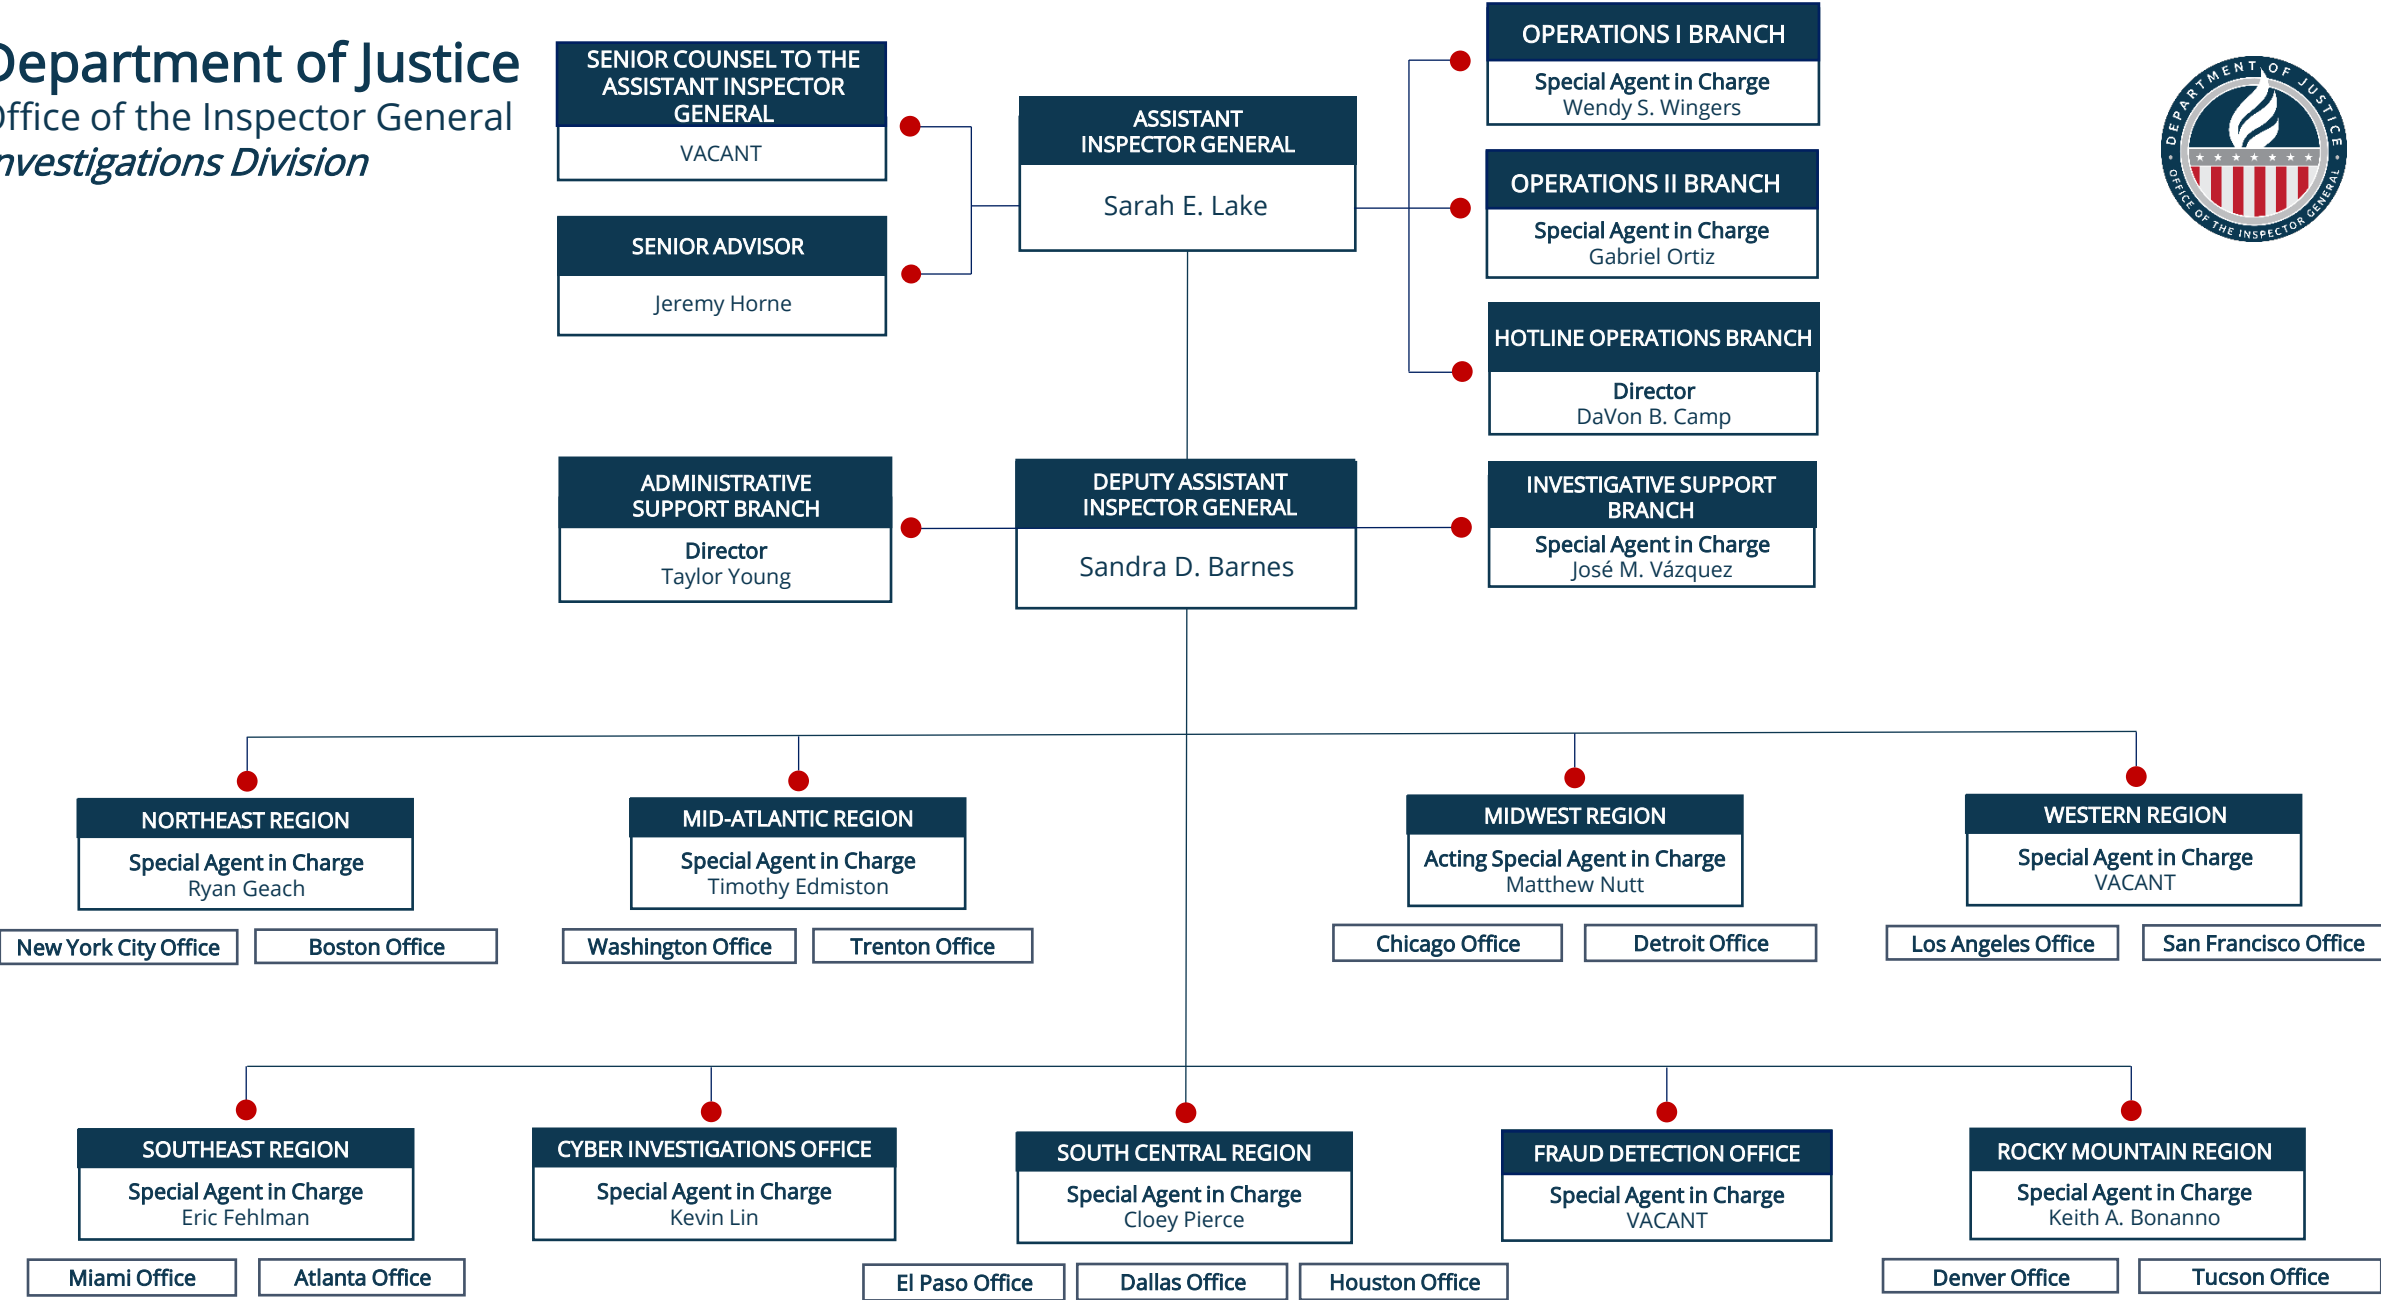 Department of Justice
Office of the Inspector General
Investigations Division
SENIOR COUNSEL TO THE
ASSISTANT INSPECTOR
GENERAL
VACANT
SENIOR ADVISOR
Jeremy Horne
ASSISTANT
INSPECTOR GENERAL
Sarah E. Lake
OPERATIONS I BRANCH
Special Agent in Charge
Wendy S. Wingers
OPERATIONS II BRANCH
Special Agent in Charge
Gabriel Ortiz
HOTLINE OPERATIONS BRANCH
Director
DaVon B. Camp
DEPARTMENT OF JUSTICE
OFFICE OF THE INSPECTOR GENERAL
ADMINISTRATIVE
SUPPORT BRANCH
Director
Taylor Young
DEPUTY ASSISTANT
INSPECTOR GENERAL
Sandra D. Barnes
INVESTIGATIVE SUPPORT
BRANCH
Special Agent in Charge
José M. Vázquez
NORTHEAST REGION
Special Agent in Charge
Ryan Geach
New York City Office
Boston Office
MID-ATLANTIC REGION
Special Agent in Charge
Timothy Edmiston
Washington Office
Trenton Office
MIDWEST REGION
Acting Special Agent in Charge
Matthew Nutt
Chicago Office
Detroit Office
WESTERN REGION
Special Agent in Charge
VACANT
Los Angeles Office
San Francisco Office
SOUTHEAST REGION
Special Agent in Charge
Eric Fehlman
Miami Office
Atlanta Office
CYBER INVESTIGATIONS OFFICE
Special Agent in Charge
Kevin Lin
SOUTH CENTRAL REGION
Special Agent in Charge
Cloey Pierce
El Paso Office
Dallas Office
Houston Office
FRAUD DETECTION OFFICE
Special Agent in Charge
VACANT
ROCKY MOUNTAIN REGION
Special Agent in Charge
Keith A. Bonanno
Denver Office
Tucson Office